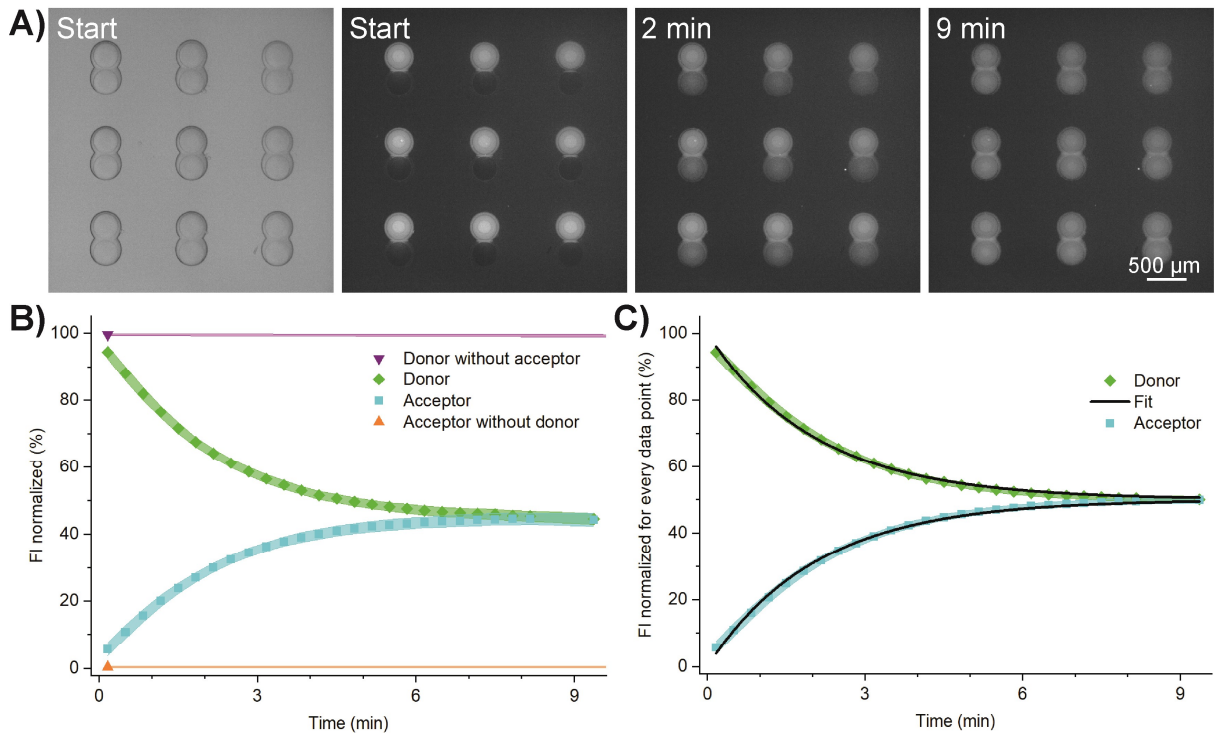 A)
Start
Start
2 min
9 min
500 µm
B)
FI normalized (%)
100
80
60
40
20
0
Donor without acceptor
Donor
Acceptor
Acceptor without donor
0
3
6
9
Time (min)
C)
FI normalized for every data point (%)
100
80
60
40
20
0
Donor
Fit
Acceptor
0
3
6
9
Time (min)